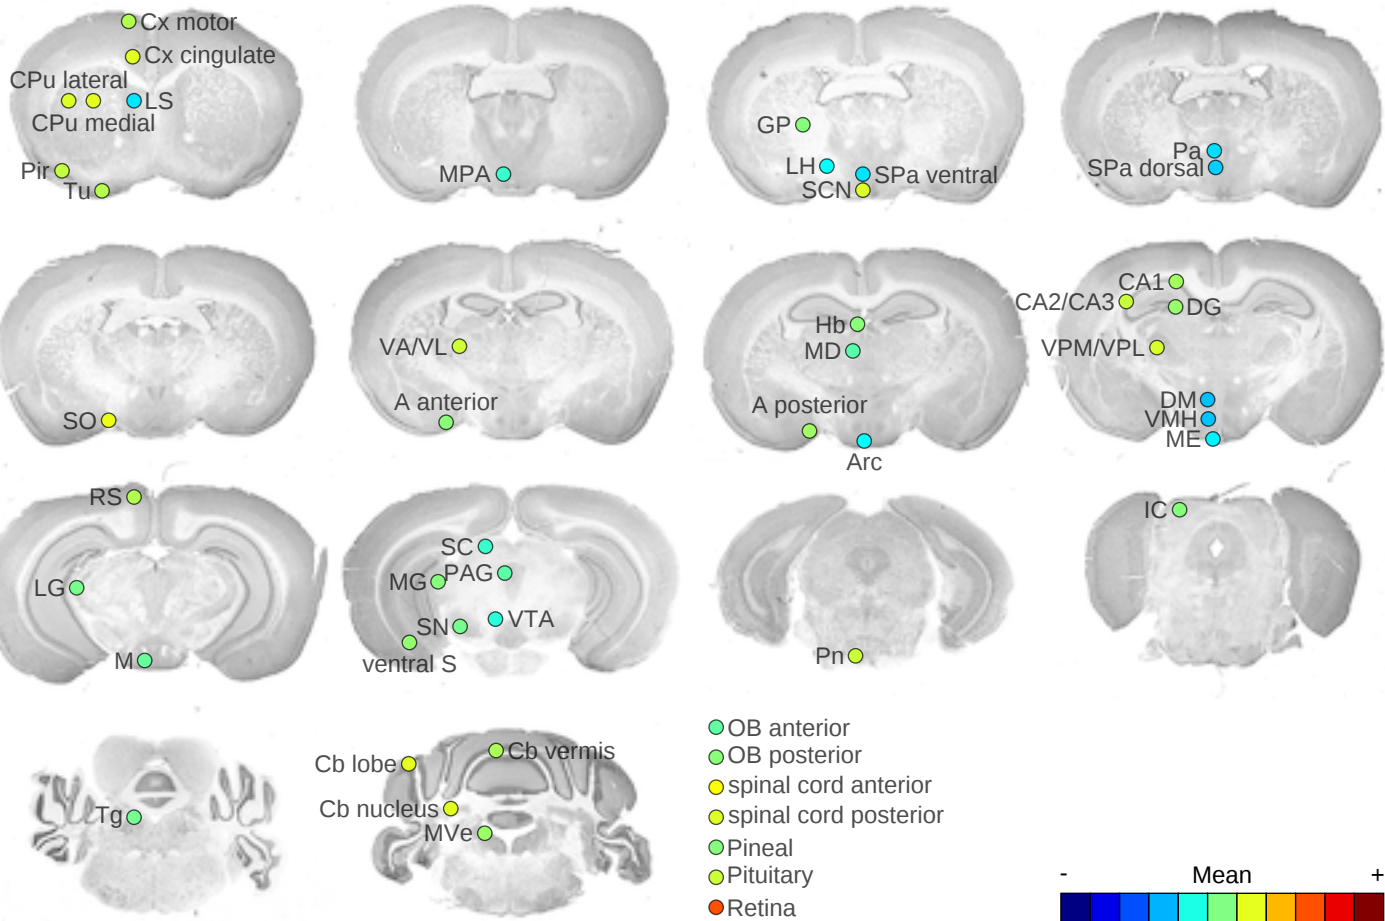 Cx motor
Cx cingulate
CPu lateral
LS
CPu medial
Pir
Tu
MPA
GP
LH
SPa ventral
SCN
Pa
SPa dorsal
SO
VA/VL
A anterior
Hb
MD
A posterior
Arc
CA1
CA2/CA3
DG
VPM/VPL
DM
VMH
ME
RS
LG
M
SC
PAG
MG
SN
VTA
ventral S
Pn
IC
Tg
Cb lobe
Cb vermis
Cb nucleus
MVe
OB anterior
OB posterior
spinal cord anterior
spinal cord posterior
Pineal
Pituitary
Retina
- Mean +